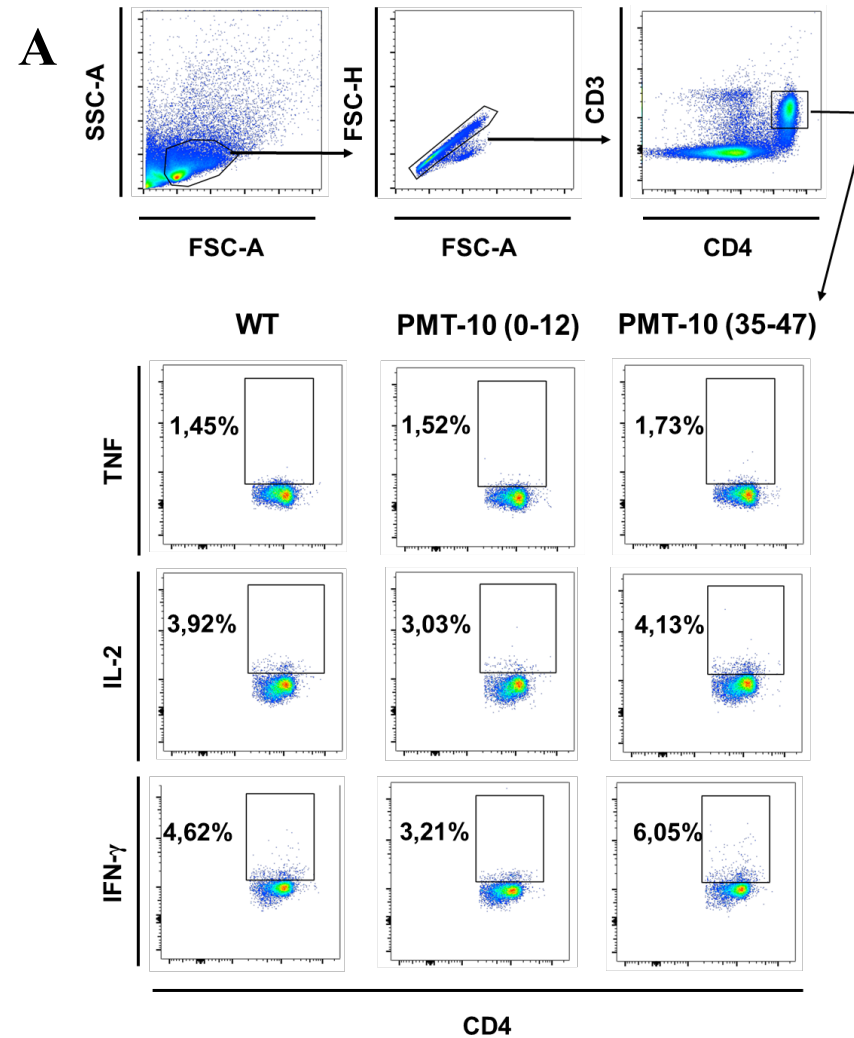 A
SSC-A
FSC-H
CD3
FSC-A
FSC-A
CD4
WT
PMT-10 (0-12)
PMT-10 (35-47)
TNF
1,45%
1,52%
1,73%
IL-2
3,92%
3,03%
4,13%
IFN-γ
4,62%
3,21%
6,05%
CD4